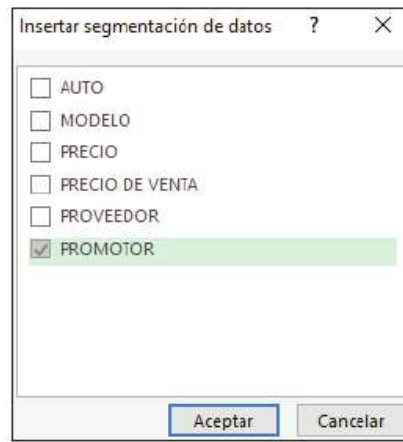 Insertar segmentación de datos ? ✕
AUTO
MODELO
PRECIO
PRECIO DE VENTA
PROVEEDOR
PROMOTOR
Aceptar Cancelar